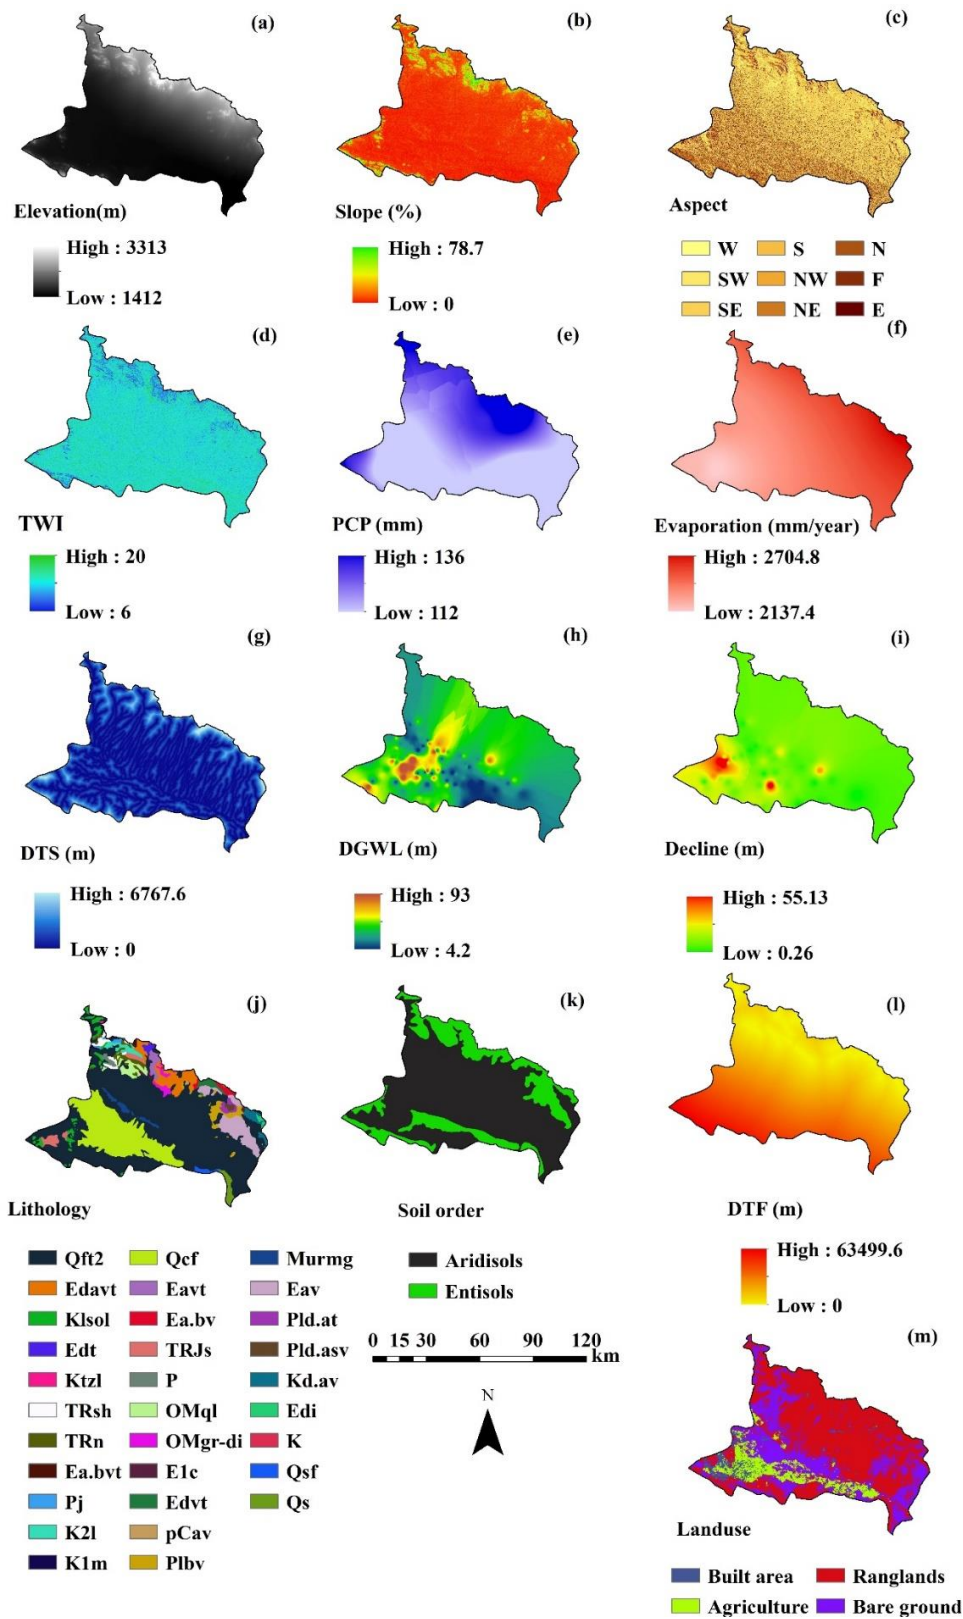 (a)
(b)
(c)
Elevation(m)
Slope (%)
Aspect
High : 3313
Low : 1412
High : 78.7
Low : 0
W S N
SW NW F
SE NE E
(d)
(e)
(f)
TWI
PCP (mm)
Evaporation (mm/year)
High : 20
Low : 6
High : 136
Low : 112
High : 2704.8
Low : 2137.4
(g)
(h)
(i)
DTS (m)
DGWL (m)
Decline (m)
High : 6767.6
Low : 0
High : 93
Low : 4.2
High : 55.13
Low : 0.26
(j)
(k)
(l)
Lithology
Soil order
DTF (m)
Qft2 Qcf Murmg
Edavt Eavt Eav
Klsol Ea.bv Pld.at
Edt TRJs Pld.asv
Ktzl P Kd.av
TRsh OMql Edi
TRn OMgr-di K
Ea.bvt E1c Qsf
Pj Edvt Qs
K2l pCav
K1m Plbv
Aridisols
Entisols
0 15 30 60 90 120
km
N
High : 63499.6
Low : 0
(m)
Landuse
Built area Ranglands
Agriculture Bare ground